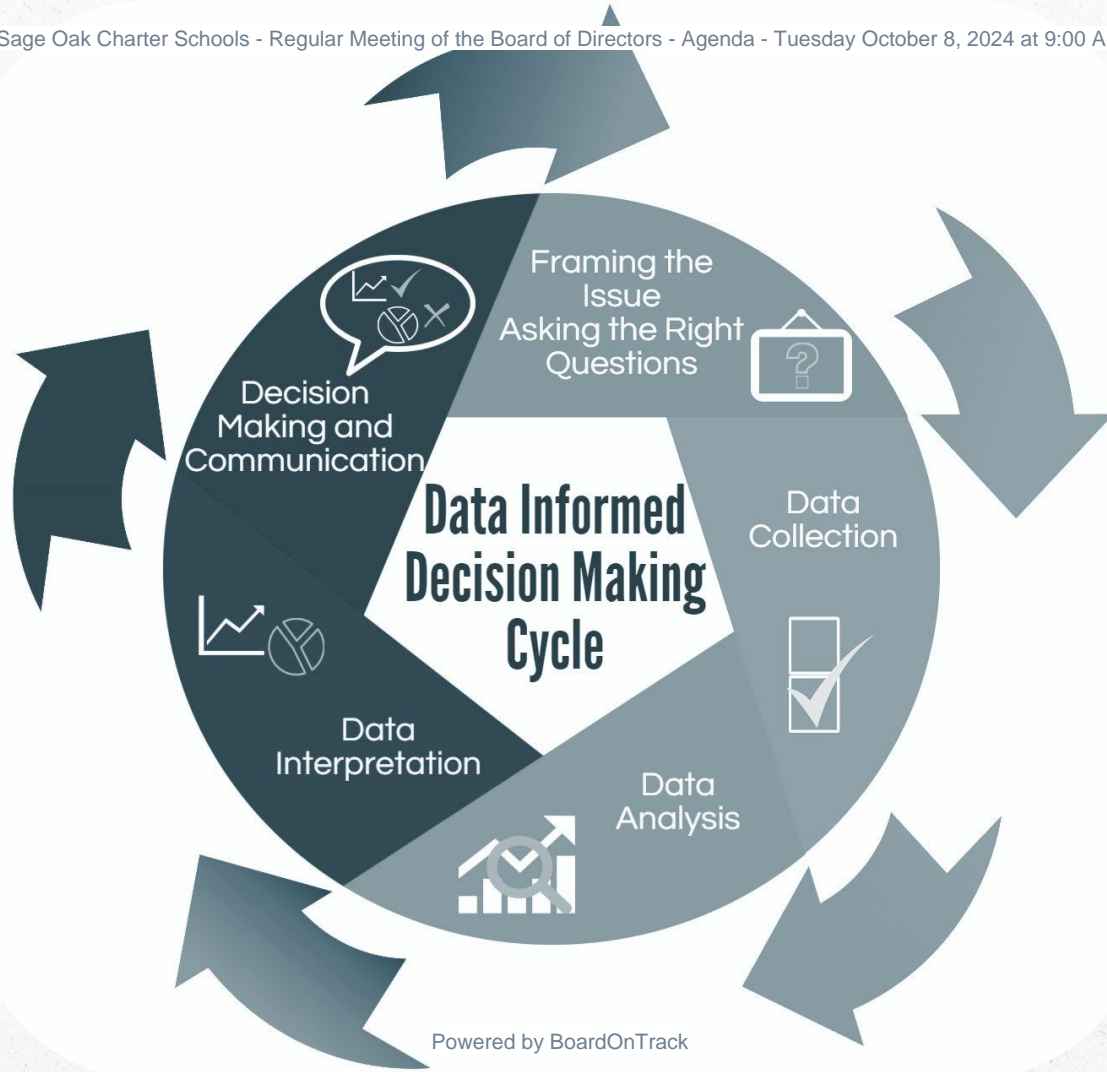 Sage Oak Charter Schools - Regular Meeting of the Board of Directors - Agenda - Tuesday October 8, 2024 at 9:00 A
Framing the
Issue
Asking the Right
Questions
?
Data
Collection
Data
Analysis
Data
Interpretation
Decision
Making and
Communication
Data Informed
Decision Making
Cycle
Powered by BoardOnTrack